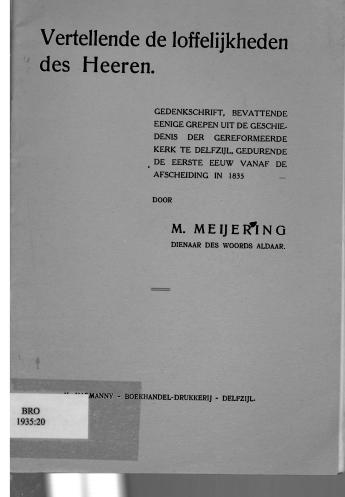 Vertellende de loffelijkheden
des Heeren.
GEDENKSCHRIFT, BEVATTENDE
EENIGE GREPEN UIT DE GESCHIE-
DENIS DER GEREFORMEERDE
KERK TE DELFZIJL, GEDURENDE
DE EERSTE EEUW VANAF DE
AFSCHEIDING IN 1835
DOOR
M. MEIJERING
DIENAAR DES WOORDS ALDAAR.
- BOEKHANDEL-DRUKKERIJ - DELFZIJL.
BRO
1935:20